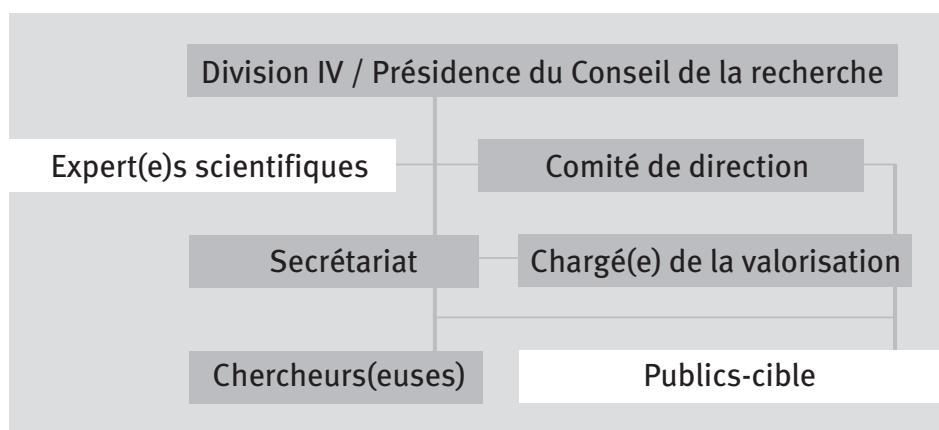 Division IV / Présidence du Conseil de la recherche
Expert(e)s scientifiques
Comité de direction
Secrétariat
Chargé(e) de la valorisation
Chercheurs(euses)
Publics-cible